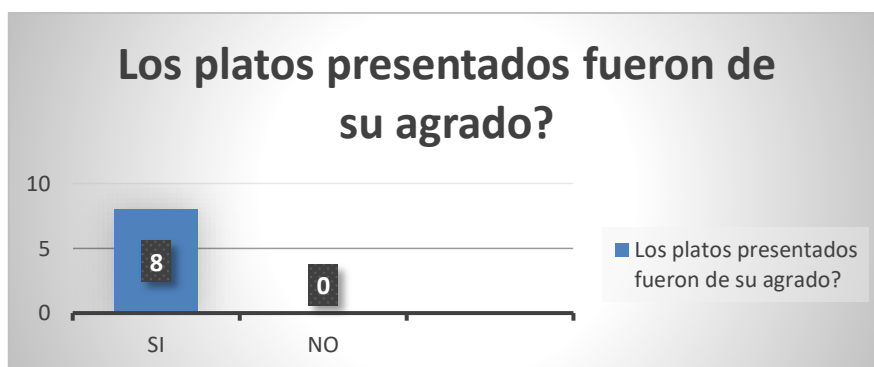 Los platos presentados fueron de
su agrado?
10
5
0
8
0
SI
NO
Los platos presentados
fueron de su agrado?